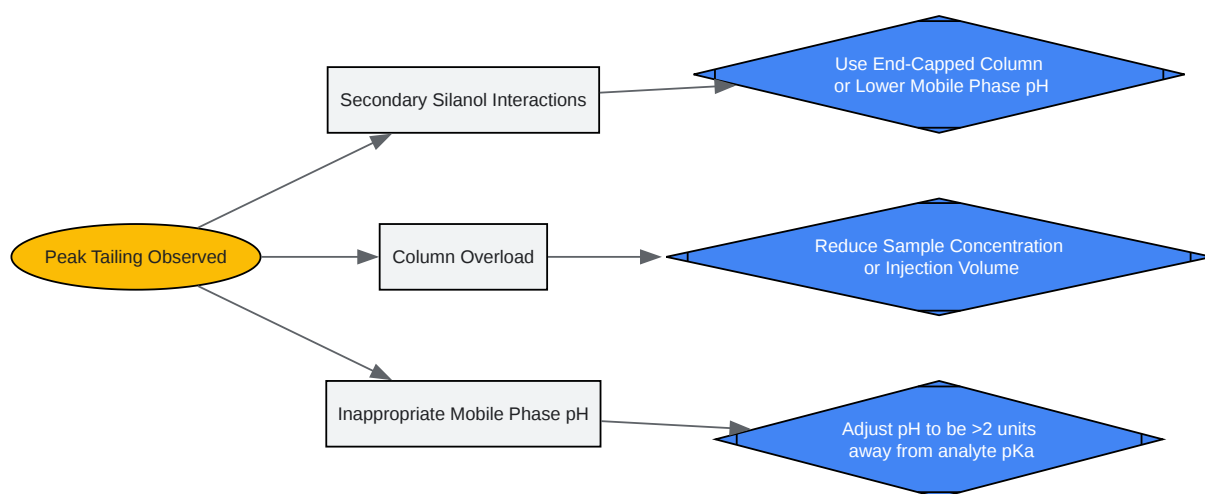 Peak Tailing Observed
Secondary Silanol Interactions
Use End-Capped Column
or Lower Mobile Phase pH
Column Overload
Reduce Sample Concentration
or Injection Volume
Inappropriate Mobile Phase pH
Adjust pH to be >2 units
away from analyte pKa